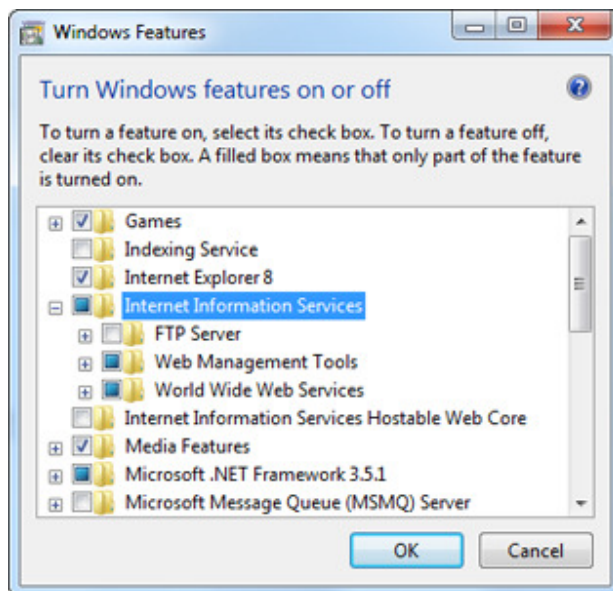 Windows Features
Turn Windows features on or off
To turn a feature on, select its check box. To turn a feature off,
clear its check box. A filled box means that only part of the feature
is turned on.
Games
Indexing Service
Internet Explorer 8
Internet Information Services
FTP Server
Web Management Tools
World Wide Web Services
Internet Information Services Hostable Web Core
Media Features
Microsoft .NET Framework 3.5.1
Microsoft Message Queue (MSMQ) Server
OK Cancel